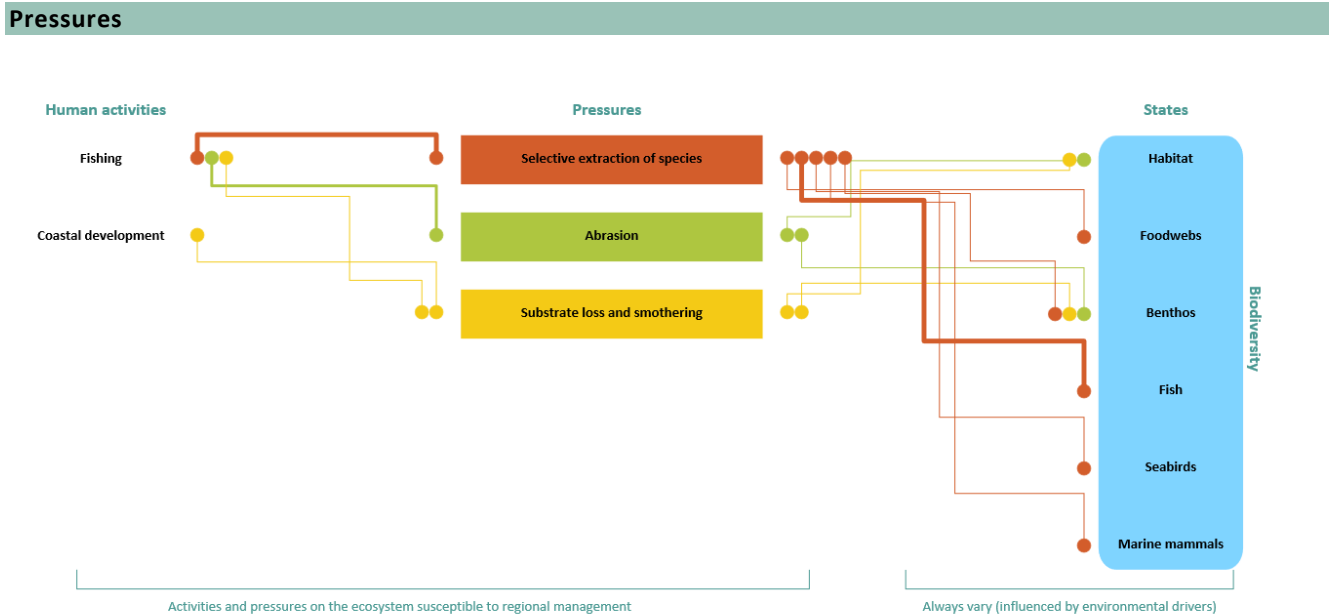 Pressures
Human activities
Pressures
States
Fishing
Selective extraction of species
Habitat
Coastal development
Abrasion
Foodwebs
Substrate loss and smothering
Benthos
Biodiversity
Fish
Seabirds
Marine mammals
Activities and pressures on the ecosystem susceptible to regional management
Always vary (influenced by environmental drivers)